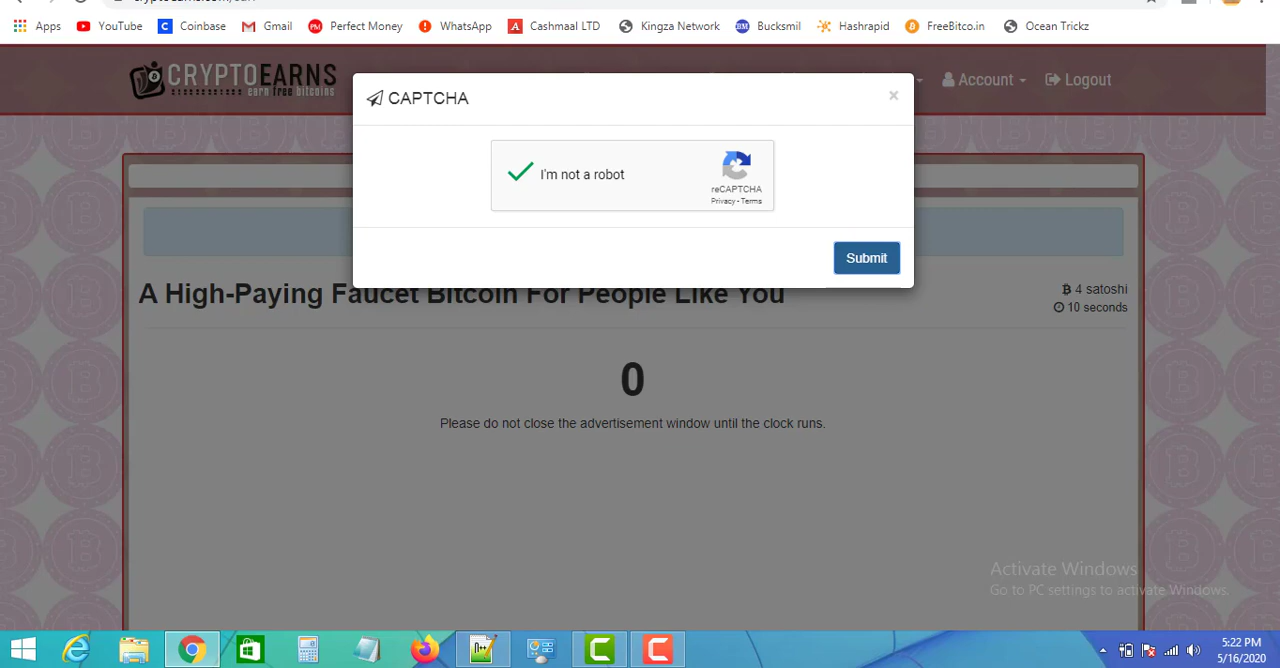 Apps YouTube Coinbase Gmail Perfect Money WhatsApp Cashmaal LTD Kingza Network Bucksmil Hashrapid FreeBitco.in Ocean Trickz
CRYPTOEARNS
earn free bitcoins
Account
Logout
CAPTCHA
×
I'm not a robot
reCAPTCHA
Privacy - Terms
Submit
A High-Paying Faucet Bitcoin For People Like You
4 satoshi
10 seconds
0
Please do not close the advertisement window until the clock runs.
Activate Windows
Go to PC settings to activate Windows.
5:22 PM
5/16/2020